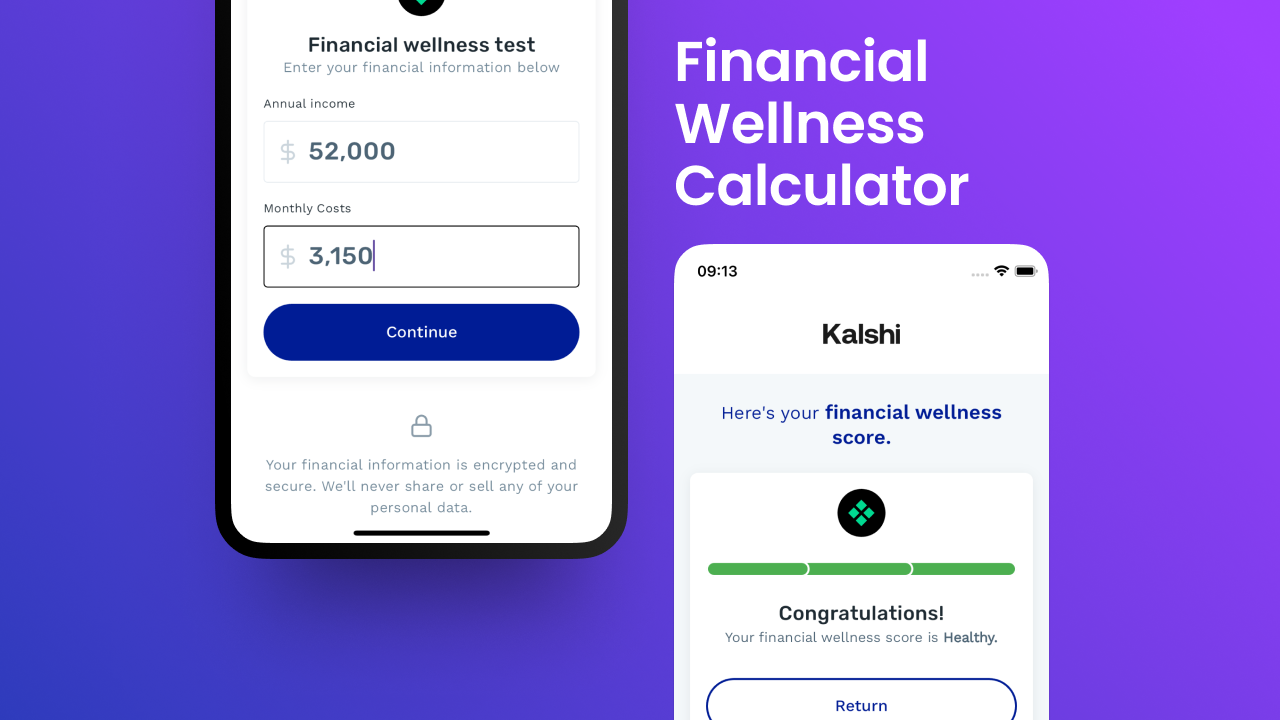 Financial wellness test
Enter your financial information below
Annual income
$ 52,000
Monthly Costs
$ 3,150
Continue
Your financial information is encrypted and
secure. We'll never share or sell any of your
personal data.
Financial
Wellness
Calculator
09:13
Kalshi
Here's your financial wellness
score.
Congratulations!
Your financial wellness score is Healthy.
Return